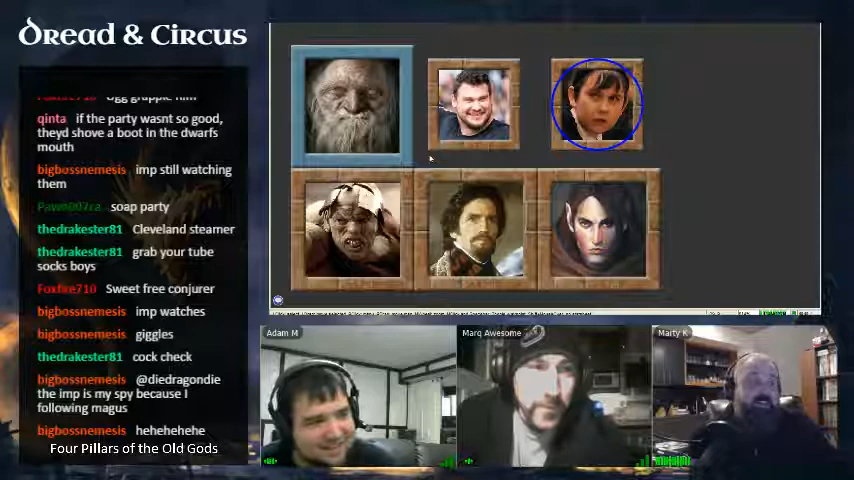 Dread & Circus
qinta if the party wasnt so good,
theyd shove a boot in the dwarfs
mouth
bigbossnemesis imp still watching
them
soap party
thedrakester81 Cleveland steamer
thedrakester81 grab your tube
socks boys
Foxfire710 Sweet free conjurer
bigbossnemesis imp watches
bigbossnemesis giggles
thedrakester81 cock check
bigbossnemesis @diedragondie
the imp is my spy because I
following magus
bigbossnemesis hehehehehe
Four Pillars of the Old Gods
Adam M
Marq Awesome
Marty K